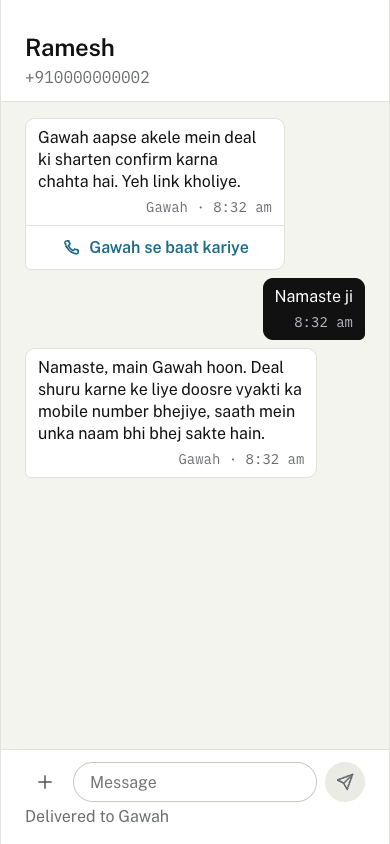 Ramesh
+910000000002
Gawah aapse akele mein deal
ki sharten confirm karna
chahta hai. Yeh link kholiye.
Gawah · 8:32 am
Gawah se baat kariye
Namaste ji
8:32 am
Namaste, main Gawah hoon. Deal
shuru karne ke liye doosre vyakti ka
mobile number bhejiye, saath mein
unka naam bhi bhej sakte hain.
Gawah · 8:32 am
Message
Delivered to Gawah